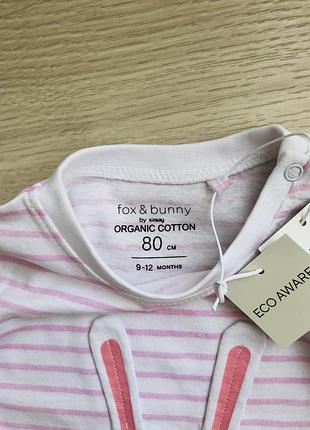 fox & bunny
by sinsay
ORGANIC COTTON
80 CM
9-12 MONTHS
ECO AWARE